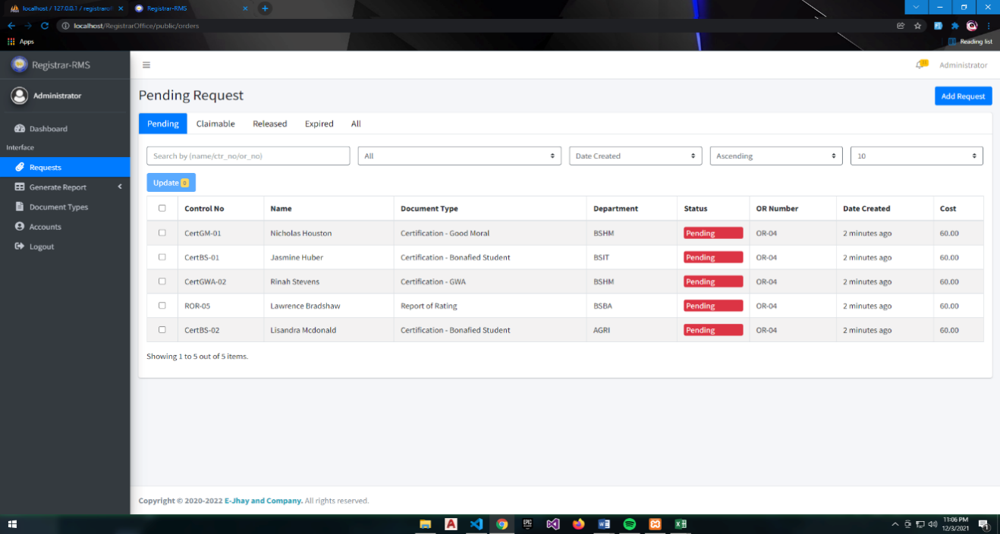 localhost / 127.0.0.1 / registrarof
Registrar-RMS
localhost/RegistrarOffice/public/orders
Apps
Reading list
Registrar-RMS
Administrator
Administrator
Dashboard
Interface
Requests
Generate Report
Document Types
Accounts
Logout
Pending Request
Add Request
Pending Claimable Released Expired All
Search by (name/ctr_no/or_no) All Date Created Ascending 10
Update 0
Control No Name Document Type Department Status OR Number Date Created Cost
CertGM-01 Nicholas Houston Certification - Good Moral BSHM Pending OR-04 2 minutes ago 60.00
CertBS-01 Jasmine Huber Certification - Bonafied Student BSIT Pending OR-04 2 minutes ago 60.00
CertGWA-02 Rinah Stevens Certification - GWA BSHM Pending OR-04 2 minutes ago 60.00
ROR-05 Lawrence Bradshaw Report of Rating BSBA Pending OR-04 2 minutes ago 60.00
CertBS-02 Lisandra Mcdonald Certification - Bonafied Student AGRI Pending OR-04 2 minutes ago 60.00
Showing 1 to 5 out of 5 items.
Copyright © 2020-2022 E-Jhay and Company. All rights reserved.
11:06 PM
12/3/2021